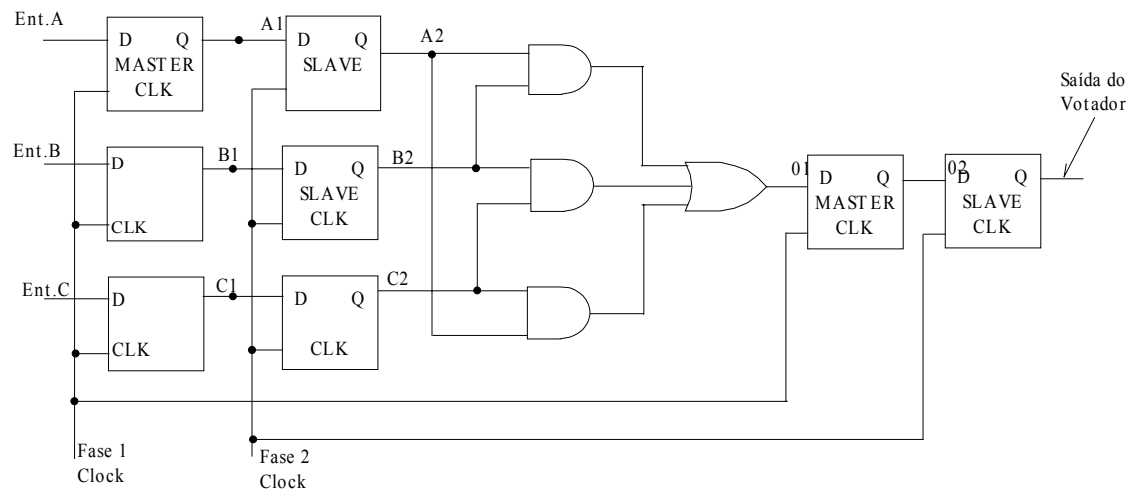 Ent.A
D Q
MASTER
CLK
A1
D Q
SLAVE
A2
Ent.B
D
CLK
B1
D Q
SLAVE
CLK
B2
Ent.C
D
CLK
C1
D Q
CLK
C2
01
D Q
MASTER
CLK
02
D Q
SLAVE
CLK
Saída do
Votador
Fase 1
Clock
Fase 2
Clock